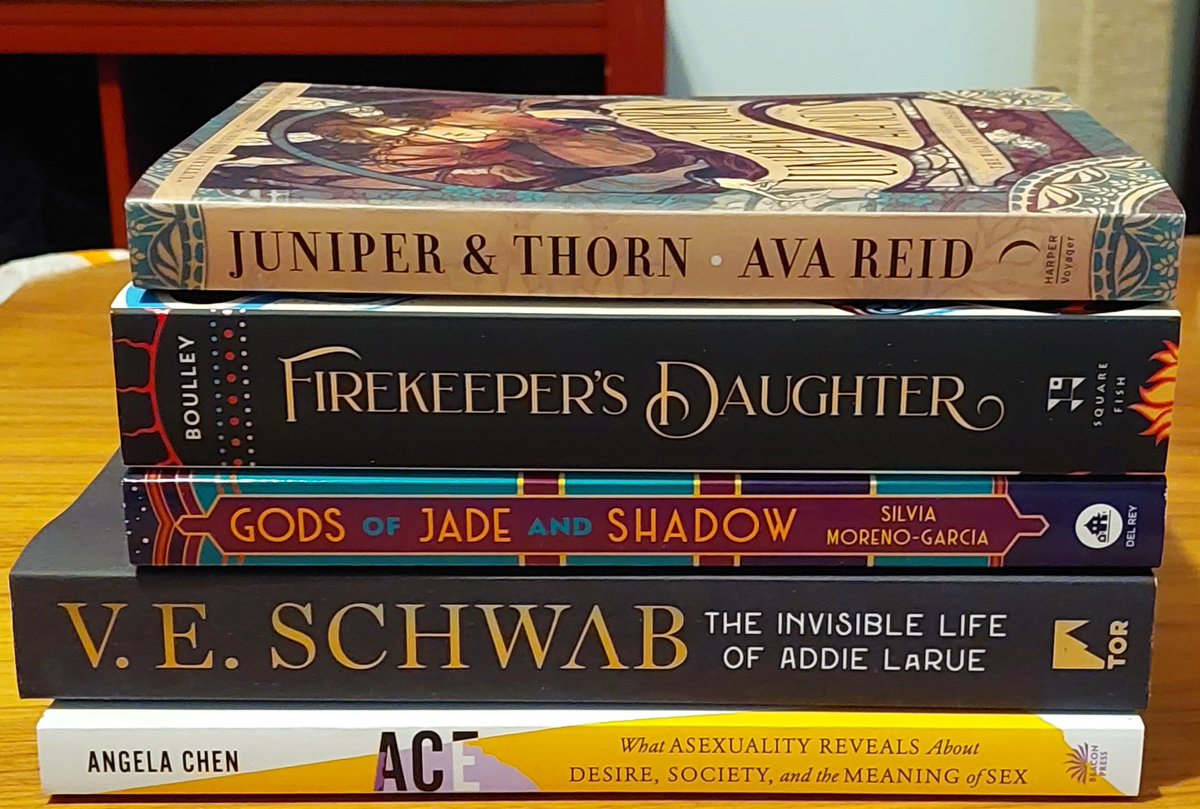 JUNIPER & THORN • AVA REID
HARPER
Voyager
BOULLEY
FIREKEEPER'S DAUGHTER
SQUARE
FISH
GODS OF JADE AND SHADOW
SILVIA
MORENO-GARCIA
DEL REY
V. E. SCHWAB
THE INVISIBLE LIFE
OF ADDIE LARUE
TOR
ANGELA CHEN
ACE
What ASEXUALITY REVEALS About
DESIRE, SOCIETY, and the MEANING of SEX
BEACON
PRESS